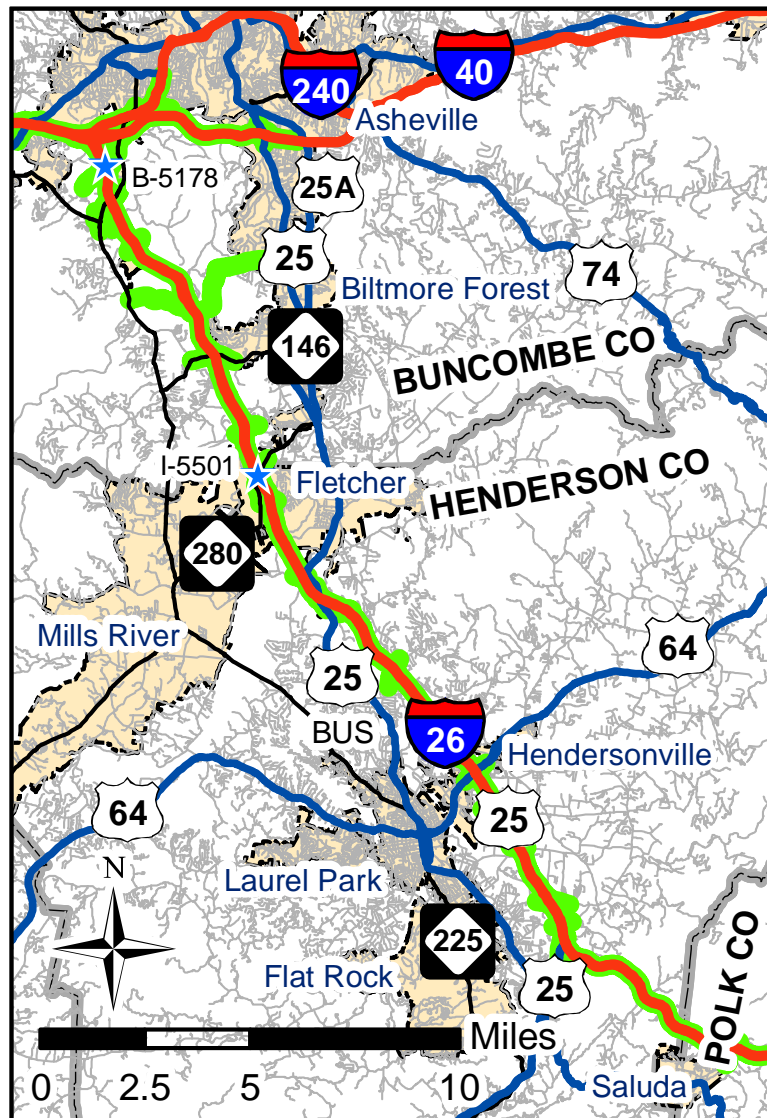 240
40
Asheville
B-5178
25A
25
Biltmore Forest
74
146
BUNCOMBE CO
I-5501
Fletcher
HENDERSON CO
280
Mills River
64
25
BUS
26
Hendersonville
64
25
N
Laurel Park
225
Flat Rock
25
POLK CO
Miles
0 2.5 5 10
Saluda